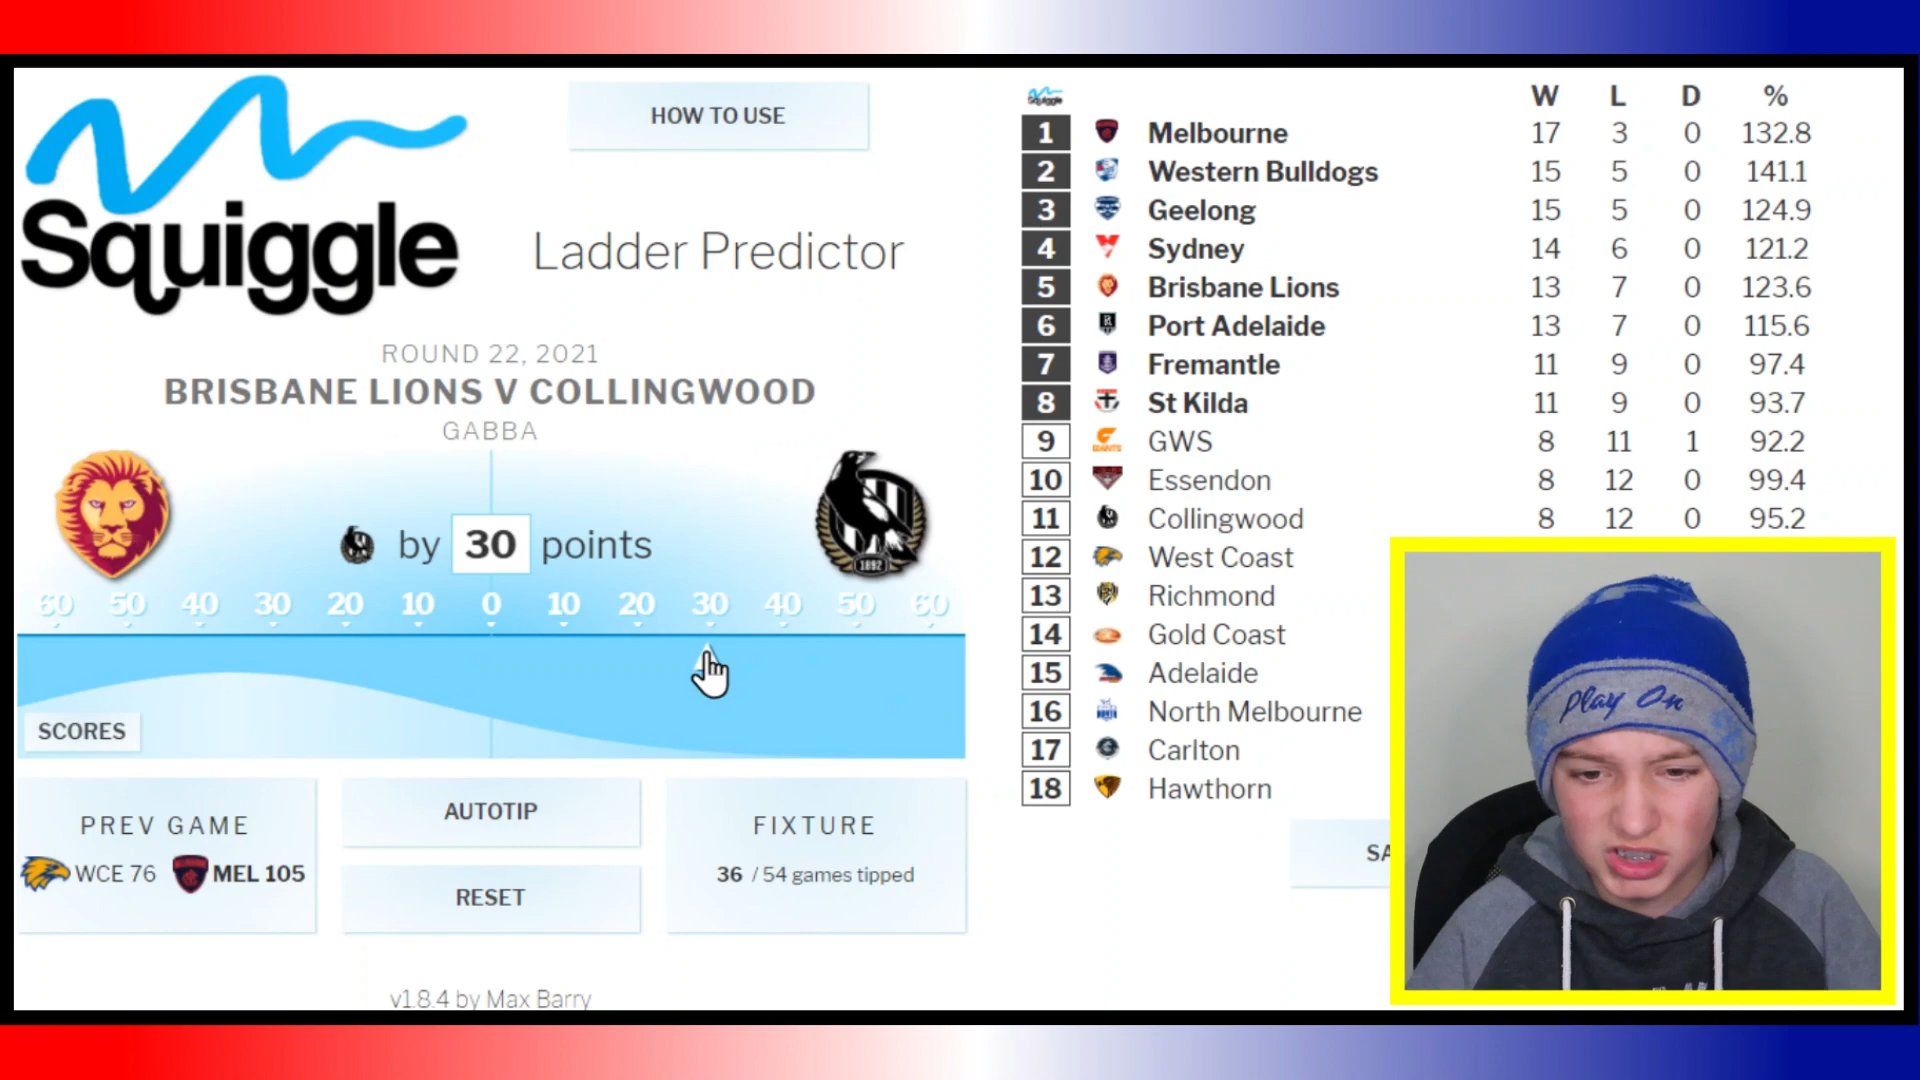 Squiggle
HOW TO USE
Ladder Predictor
ROUND 22, 2021
BRISBANE LIONS V COLLINGWOOD
GABBA
1892
by 30 points
60 50 40 30 20 10 0 10 20 30 40 50 60
SCORES
PREV GAME
WCE 76 MEL 105
AUTOTIP
RESET
FIXTURE
36 / 54 games tipped
v1.8.4 by Max Barry
Squiggle W L D %
1 Melbourne 17 3 0 132.8
2 Western Bulldogs 15 5 0 141.1
3 Geelong 15 5 0 124.9
4 Sydney 14 6 0 121.2
5 Brisbane Lions 13 7 0 123.6
6 Port Adelaide 13 7 0 115.6
7 Fremantle 11 9 0 97.4
8 St Kilda 11 9 0 93.7
9 GWS 8 11 1 92.2
10 Essendon 8 12 0 99.4
11 Collingwood 8 12 0 95.2
12 West Coast
13 Richmond
14 Gold Coast
15 Adelaide
16 North Melbourne
17 Carlton
18 Hawthorn
SA
Play On